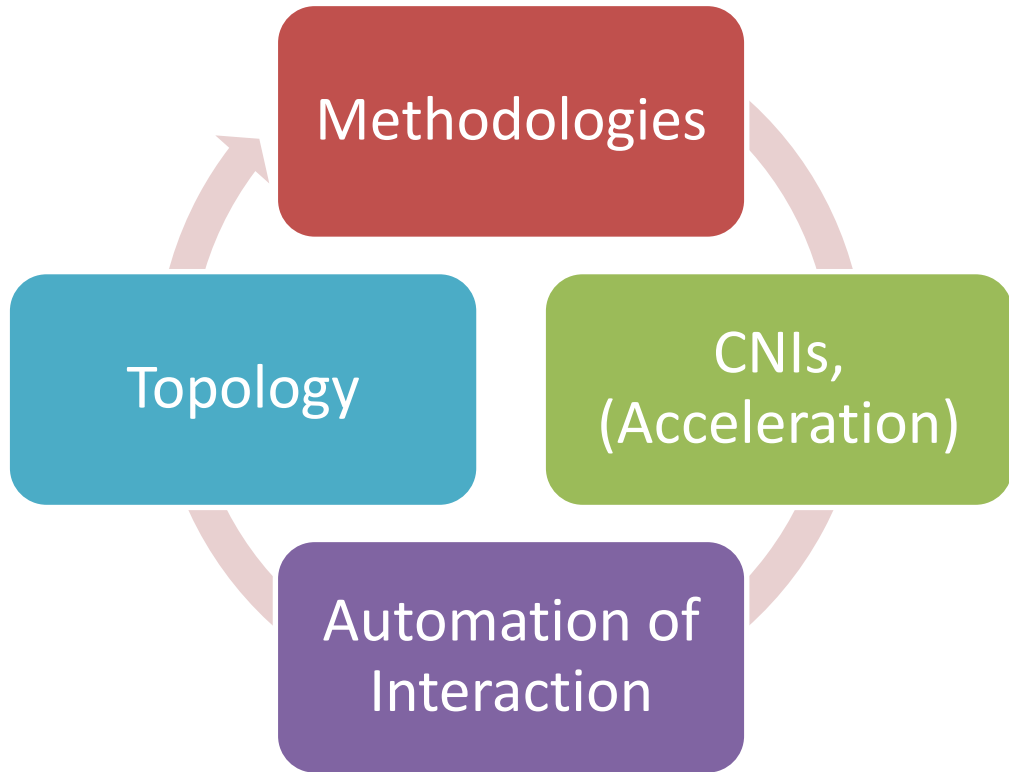 Methodologies
CNIs,
(Acceleration)
Automation of
Interaction
Topology